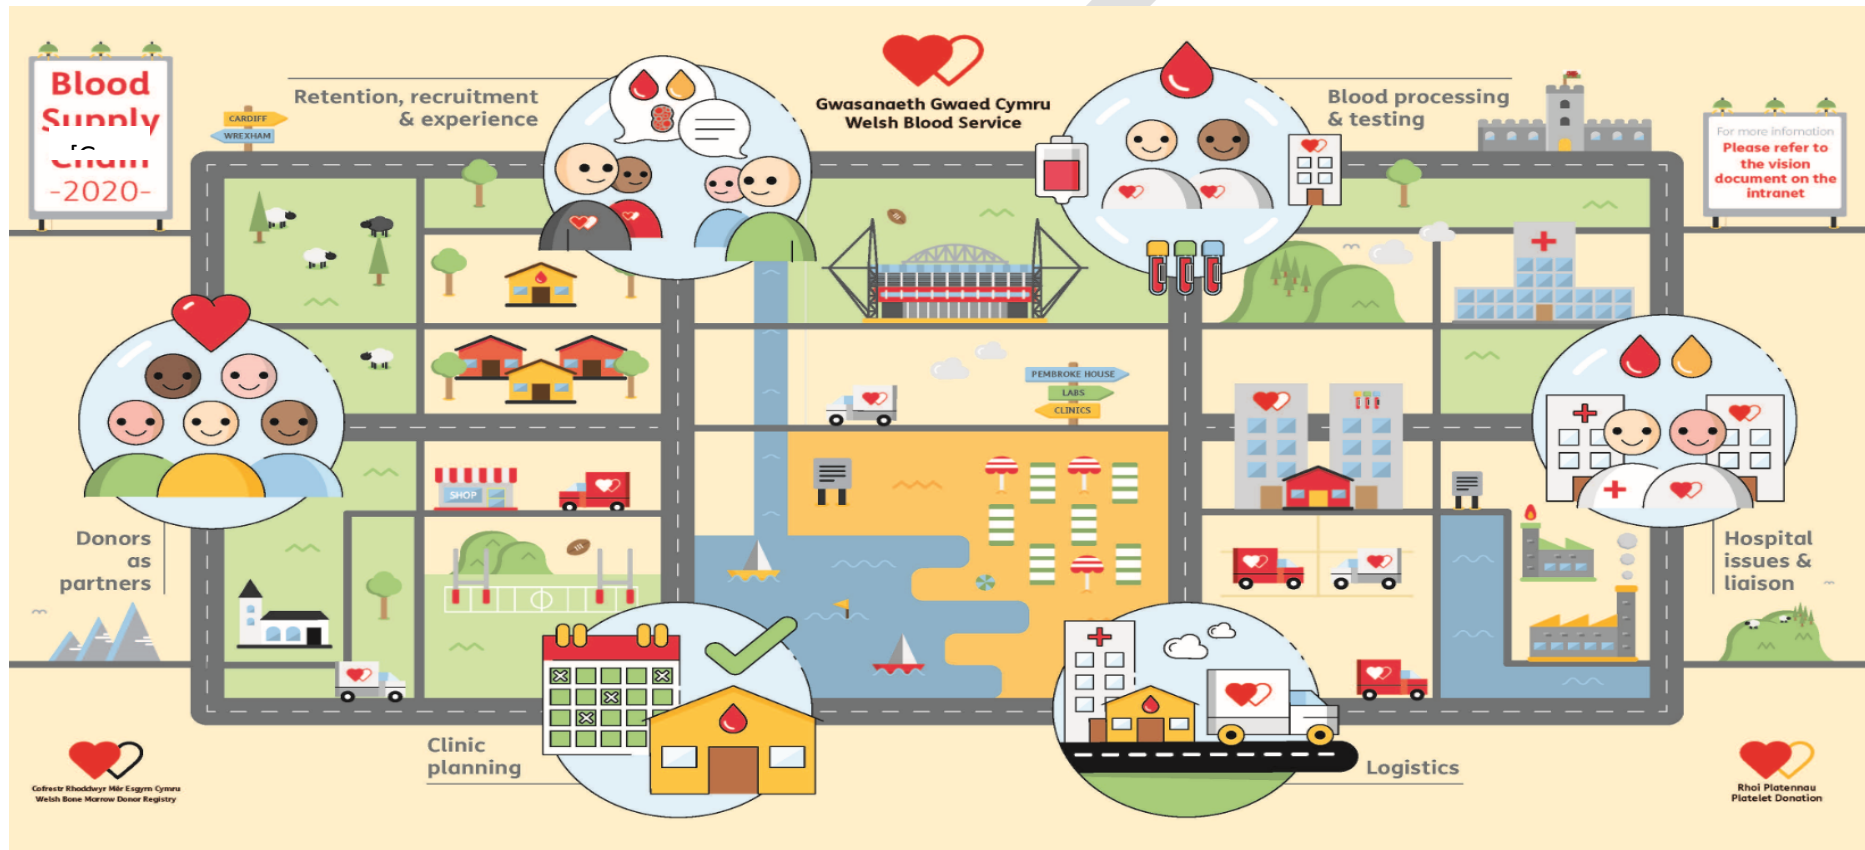 Blood
Supply
Chain
-2020-
CARDIFF
WREXHAM
Retention, recruitment
& experience
Gwasanaeth Gwaed Cymru
Welsh Blood Service
Blood processing
& testing
For more infomation
Please refer to
the vision
document on the
intranet
PEMBROKE HOUSE
LABS
CLINICS
SHOP
Donors
as
partners
Hospital
issues &
liaison
Clinic
planning
Logistics
Cofrestr Rhoddwyr Mêr Esgyrn Cymru
Welsh Bone Marrow Donor Registry
Rhoi Platennau
Platelet Donation